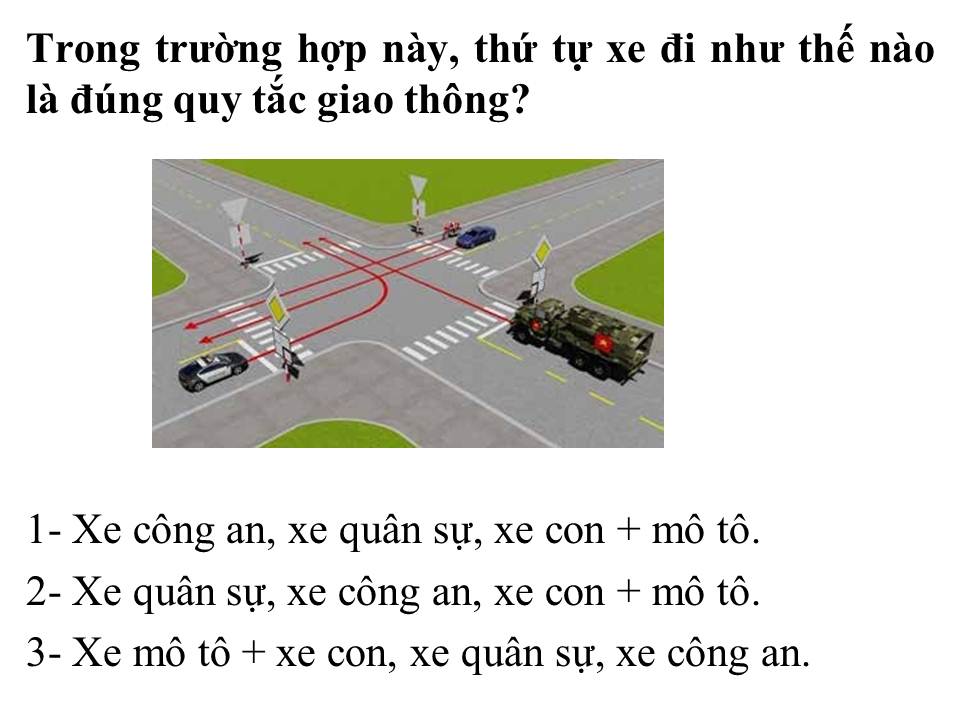 Trong trường hợp này, thứ tự xe đi như thế nào
là đúng quy tắc giao thông?
1- Xe công an, xe quân sự, xe con + mô tô.
2- Xe quân sự, xe công an, xe con + mô tô.
3- Xe mô tô + xe con, xe quân sự, xe công an.